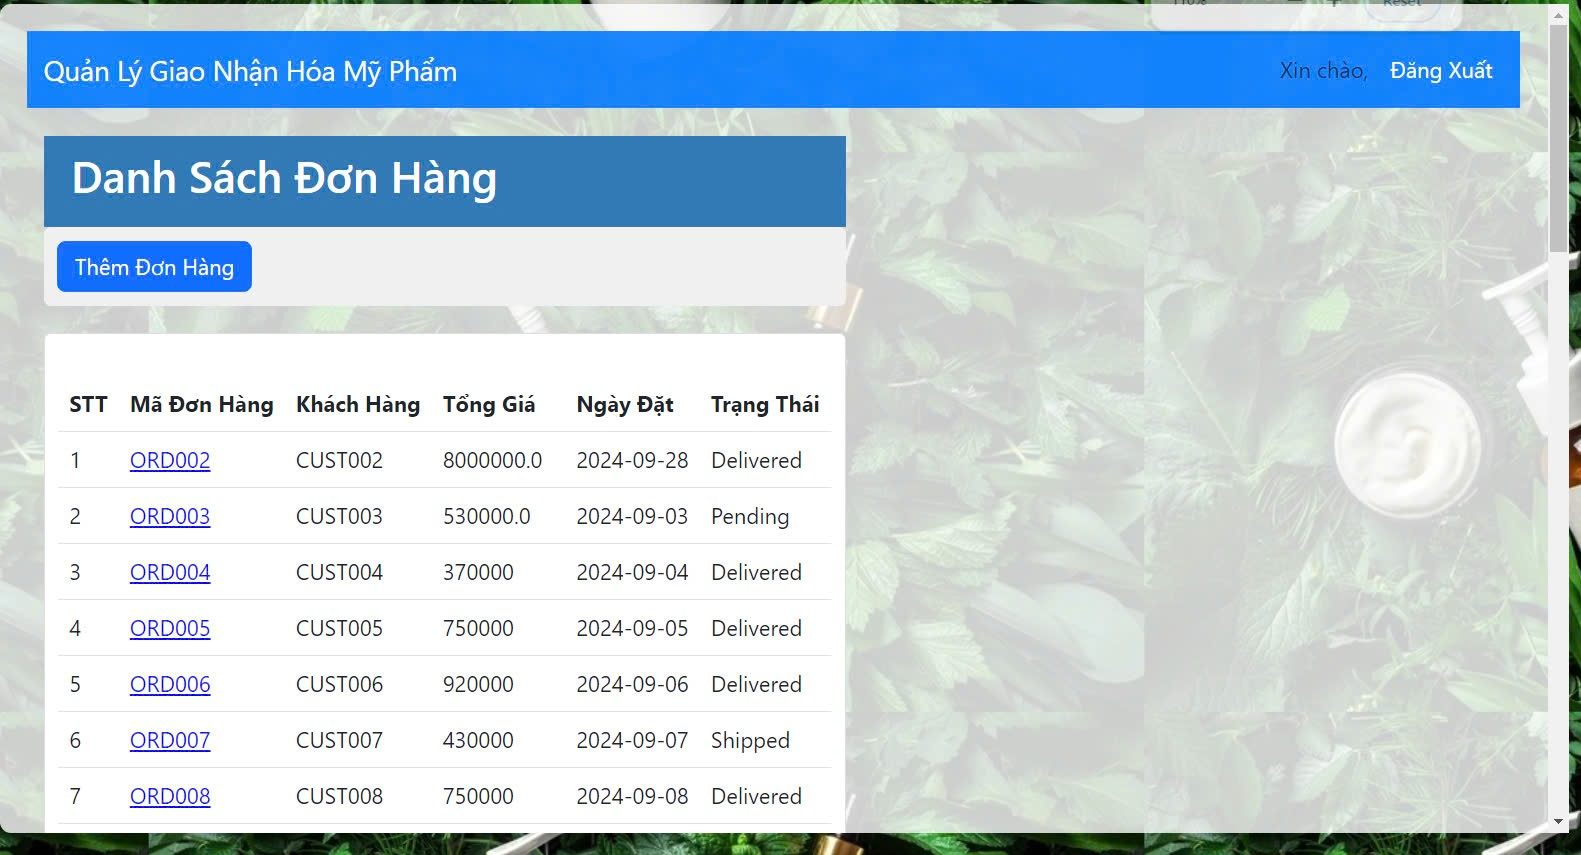 110% Reset
Quản Lý Giao Nhận Hóa Mỹ Phẩm Xin chào, Đăng Xuất
Danh Sách Đơn Hàng
Thêm Đơn Hàng
STT Mã Đơn Hàng Khách Hàng Tổng Giá Ngày Đặt Trạng Thái
1 ORD002 CUST002 8000000.0 2024-09-28 Delivered
2 ORD003 CUST003 530000.0 2024-09-03 Pending
3 ORD004 CUST004 370000 2024-09-04 Delivered
4 ORD005 CUST005 750000 2024-09-05 Delivered
5 ORD006 CUST006 920000 2024-09-06 Delivered
6 ORD007 CUST007 430000 2024-09-07 Shipped
7 ORD008 CUST008 750000 2024-09-08 Delivered